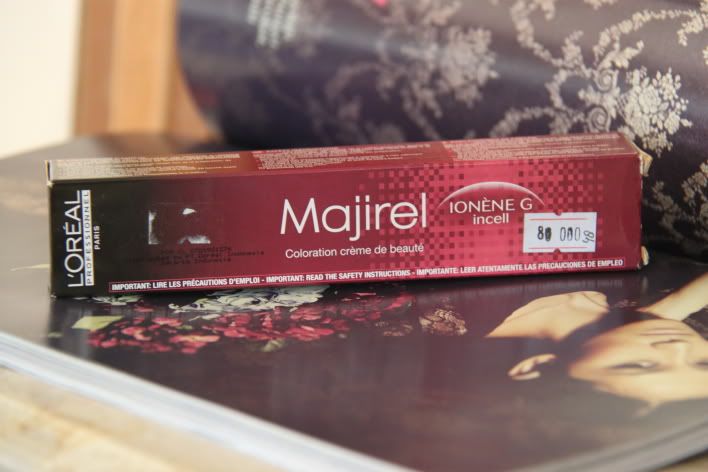 L'ORÉAL
PROFESSIONNEL
PARIS
Majirel
Coloration crème de beauté
IONÈNE G
incell
IMPORTANT: LIRE LES PRÉCAUTIONS D'EMPLOI - IMPORTANT: READ THE SAFETY INSTRUCTIONS - IMPORTANTE: LEER ATENTAMENTE LAS PRECAUCIONES DE EMPLEO